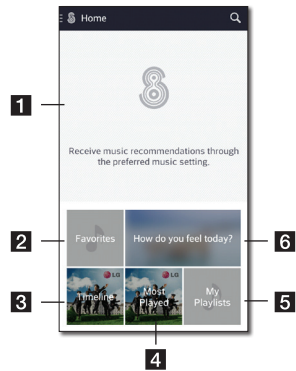 Home
1
Receive music recommendations through
the preferred music setting.
2
Favorites
How do you feel today?
6
3
LG
Timeline
LG
Most
Played
My
Playlists
5
4